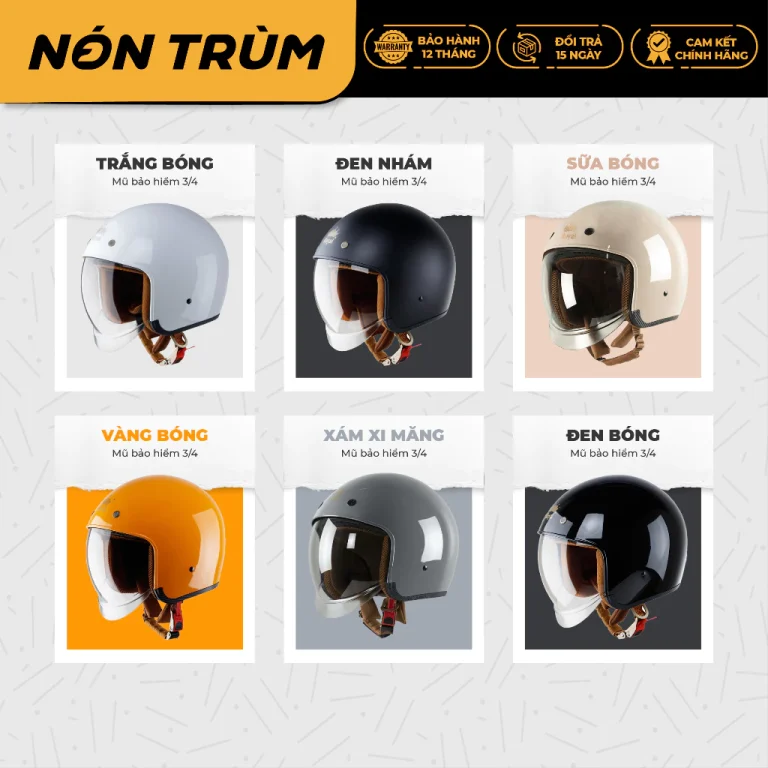 NÓN TRÙM
WARRANTY
BẢO HÀNH
12 THÁNG
ĐỔI TRẢ
15 NGÀY
CAM KẾT
CHÍNH HÃNG
TRẮNG BÓNG
Mũ bảo hiểm 3/4
ĐEN NHÁM
Mũ bảo hiểm 3/4
SỮA BÓNG
Mũ bảo hiểm 3/4
VÀNG BÓNG
Mũ bảo hiểm 3/4
XÁM XI MĂNG
Mũ bảo hiểm 3/4
ĐEN BÓNG
Mũ bảo hiểm 3/4